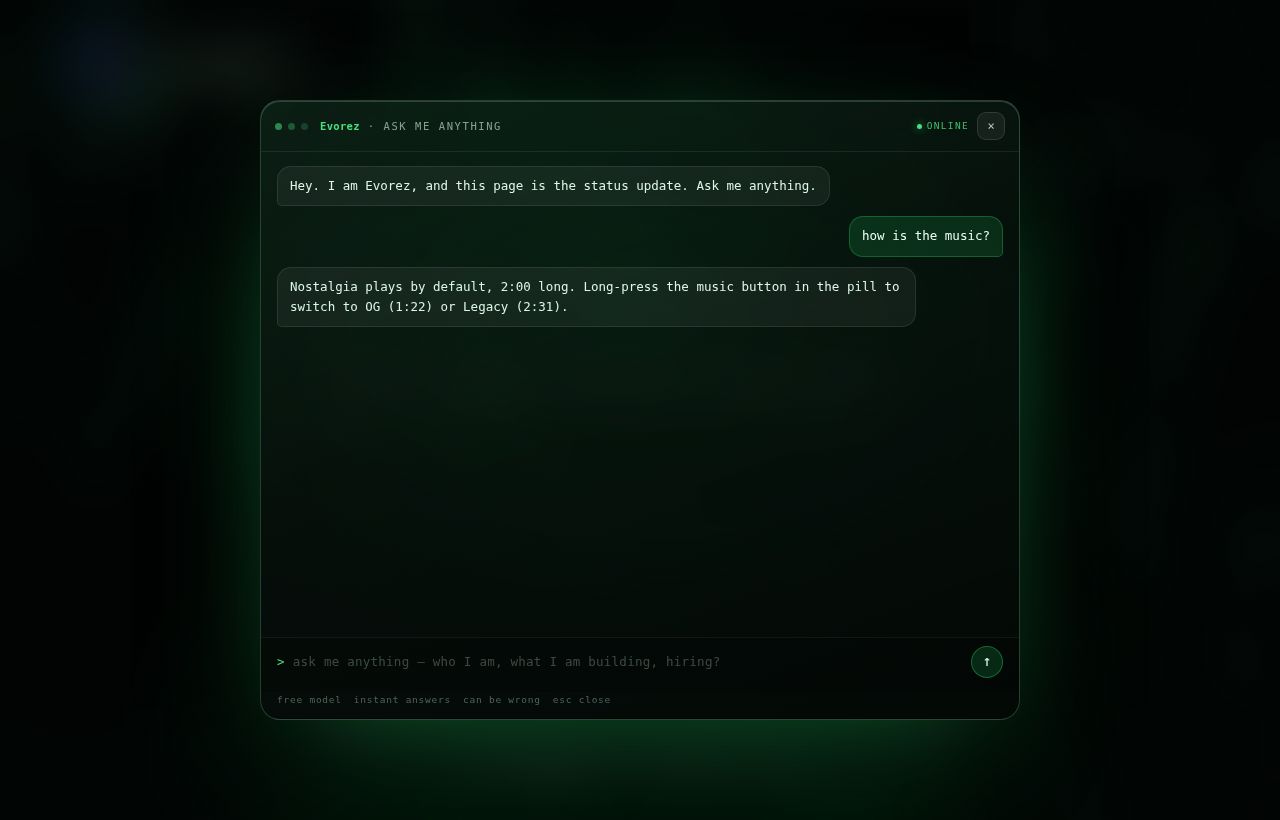 Evorez · ASK ME ANYTHING
ONLINE ×
Hey. I am Evorez, and this page is the status update. Ask me anything.
how is the music?
Nostalgia plays by default, 2:00 long. Long-press the music button in the pill to
switch to OG (1:22) or Legacy (2:31).
> ask me anything — who I am, what I am building, hiring? ↑
free model instant answers can be wrong esc close